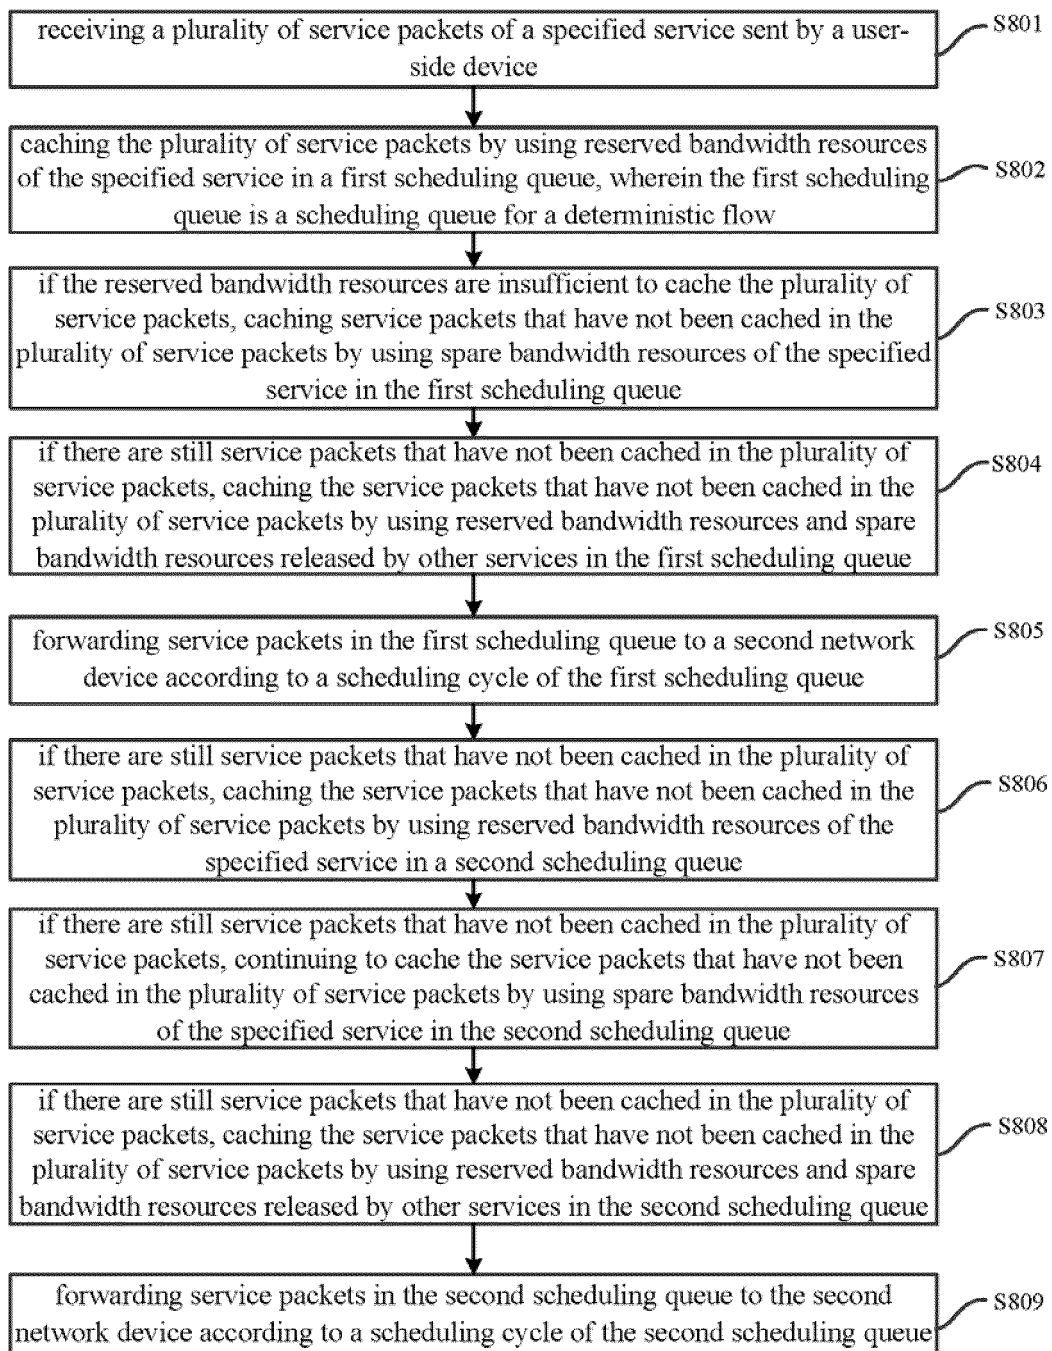 receiving a plurality of service packets of a specified service sent by a user-
side device
S801
caching the plurality of service packets by using reserved bandwidth resources
of the specified service in a first scheduling queue, wherein the first scheduling
queue is a scheduling queue for a deterministic flow
S802
if the reserved bandwidth resources are insufficient to cache the plurality of
service packets, caching service packets that have not been cached in the
plurality of service packets by using spare bandwidth resources of the specified
service in the first scheduling queue
S803
if there are still service packets that have not been cached in the plurality of
service packets, caching the service packets that have not been cached in the
plurality of service packets by using reserved bandwidth resources and spare
bandwidth resources released by other services in the first scheduling queue
S804
forwarding service packets in the first scheduling queue to a second network
device according to a scheduling cycle of the first scheduling queue
S805
if there are still service packets that have not been cached in the plurality of
service packets, caching the service packets that have not been cached in the
plurality of service packets by using reserved bandwidth resources of the
specified service in a second scheduling queue
S806
if there are still service packets that have not been cached in the plurality of
service packets, continuing to cache the service packets that have not been
cached in the plurality of service packets by using spare bandwidth resources
of the specified service in the second scheduling queue
S807
if there are still service packets that have not been cached in the plurality of
service packets, caching the service packets that have not been cached in the
plurality of service packets by using reserved bandwidth resources and spare
bandwidth resources released by other services in the second scheduling queue
S808
forwarding service packets in the second scheduling queue to the second
network device according to a scheduling cycle of the second scheduling queue
S809